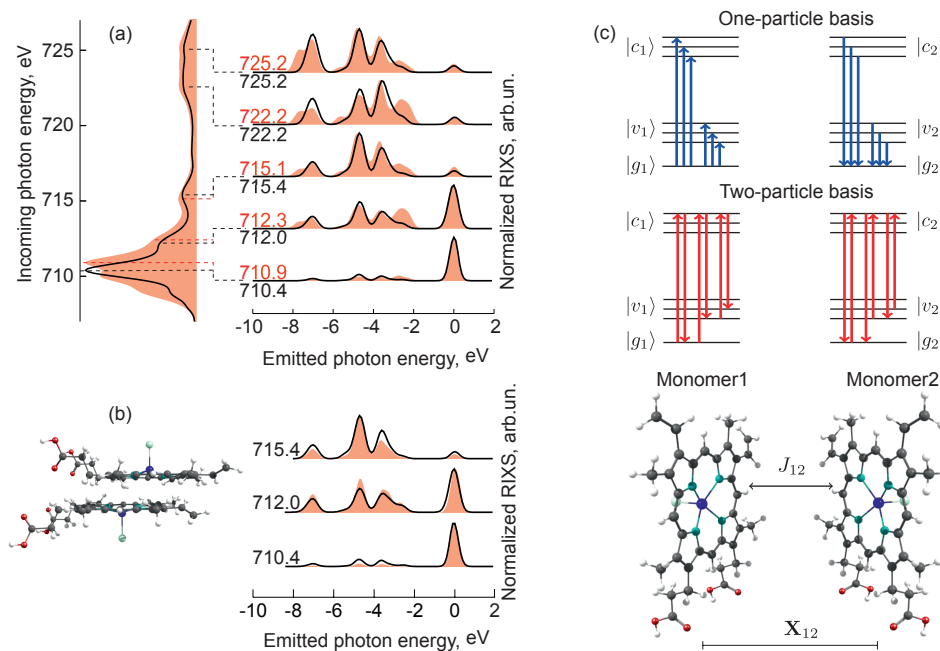 (a)
Incoming photon energy, eV
725
720
715
710
725.2
725.2
722.2
722.2
715.1
715.4
712.3
712.0
710.9
710.4
-10 -8 -6 -4 -2 0 2
Emitted photon energy, eV
Normalized RIXS, arb.un.
(b)
715.4
712.0
710.4
-10 -8 -6 -4 -2 0 2
Emitted photon energy, eV
Normalized RIXS, arb.un.
(c)
One-particle basis
|c₁⟩ |c₂⟩
|v₁⟩ |v₂⟩
|g₁⟩ |g₂⟩
Two-particle basis
|c₁⟩ |c₂⟩
|v₁⟩ |v₂⟩
|g₁⟩ |g₂⟩
Monomer1 Monomer2
J₁₂
X₁₂